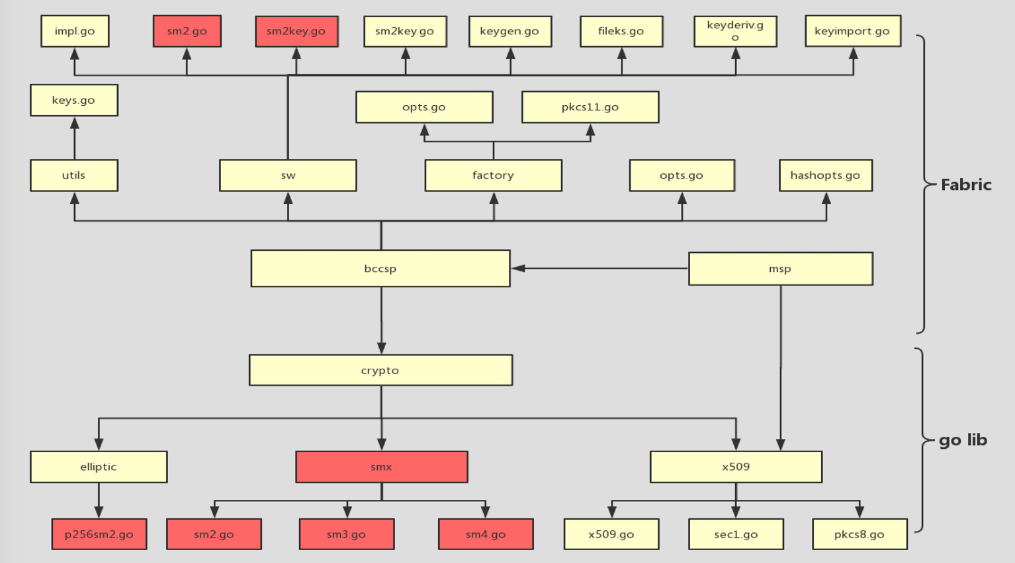 impl.go
sm2.go
sm2key.go
sm2key.go
keygen.go
fileks.go
keyderiv.g
o
keyimport.go
keys.go
opts.go
pkcs11.go
utils
sw
factory
opts.go
hashopts.go
Fabric
bccsp
msp
crypto
go lib
elliptic
smx
x509
p256sm2.go
sm2.go
sm3.go
sm4.go
x509.go
sec1.go
pkcs8.go